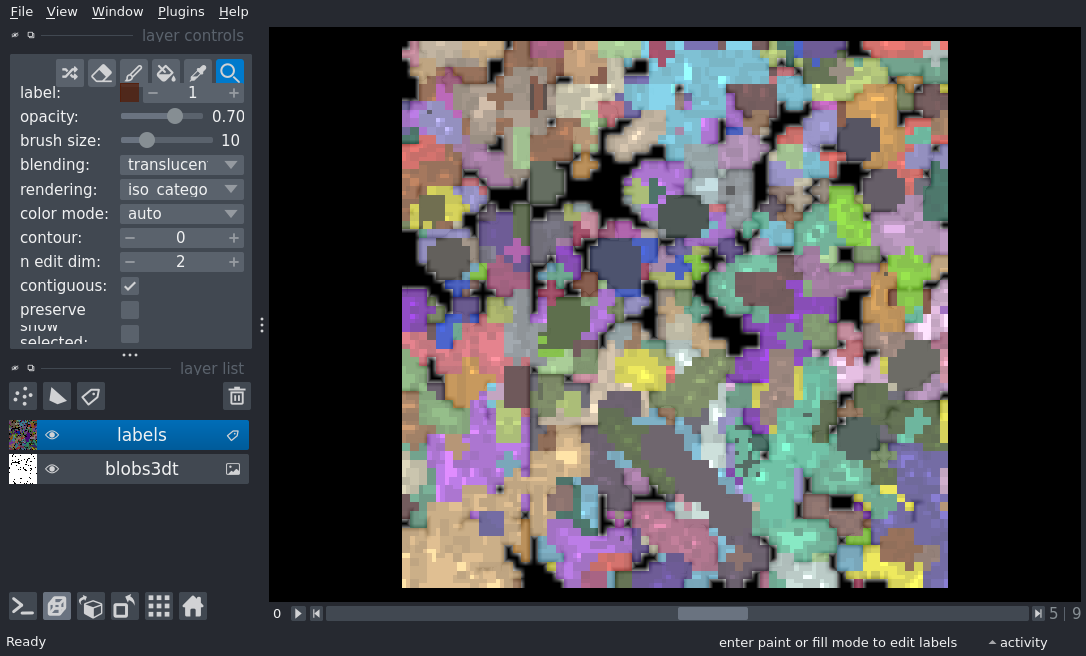 File View Window Plugins Help
layer controls
label: 1
opacity: 0.70
brush size: 10
blending: translucen
rendering: iso_catego
color mode: auto
contour: 0
n edit dim: 2
contiguous:
preserve
show
selected:
layer list
labels
blobs3dt
0 5 | 9
Ready enter paint or fill mode to edit labels activity